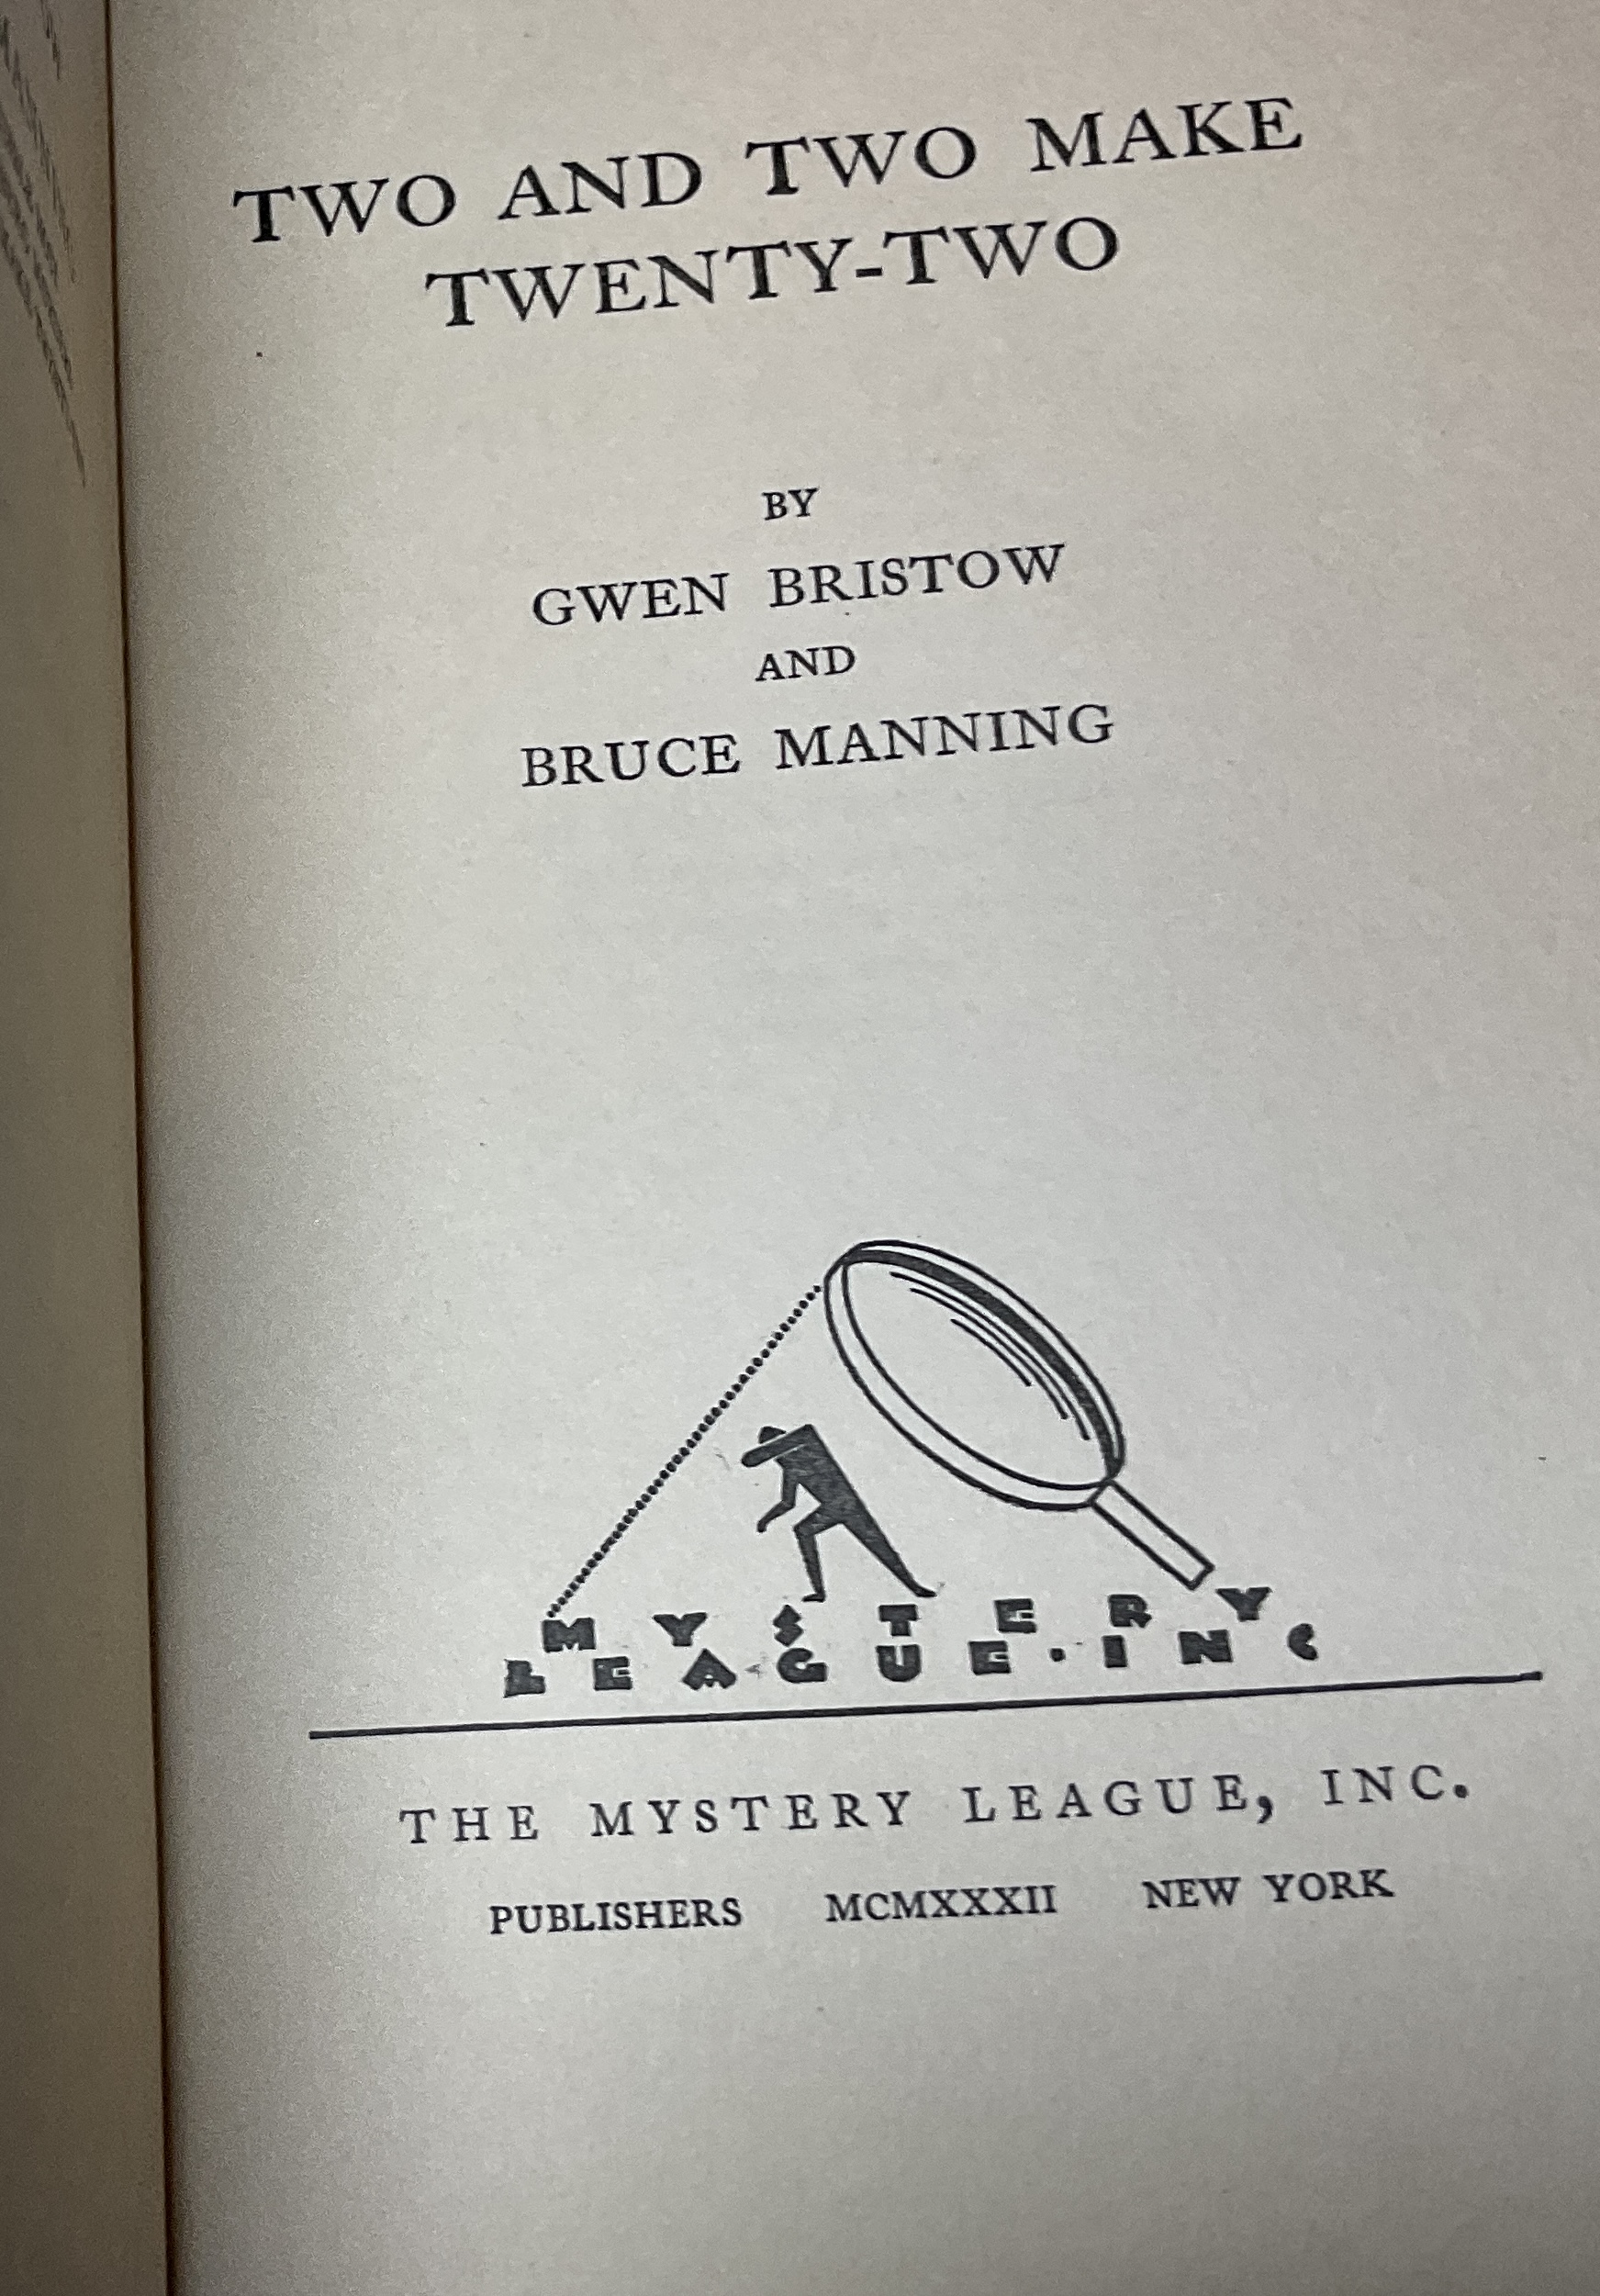 TWO AND TWO MAKE
TWENTY-TWO
BY
GWEN BRISTOW
AND
BRUCE MANNING
MYSTERY
LEAGUE·INC
THE MYSTERY LEAGUE, INC.
PUBLISHERS MCMXXXII NEW YORK